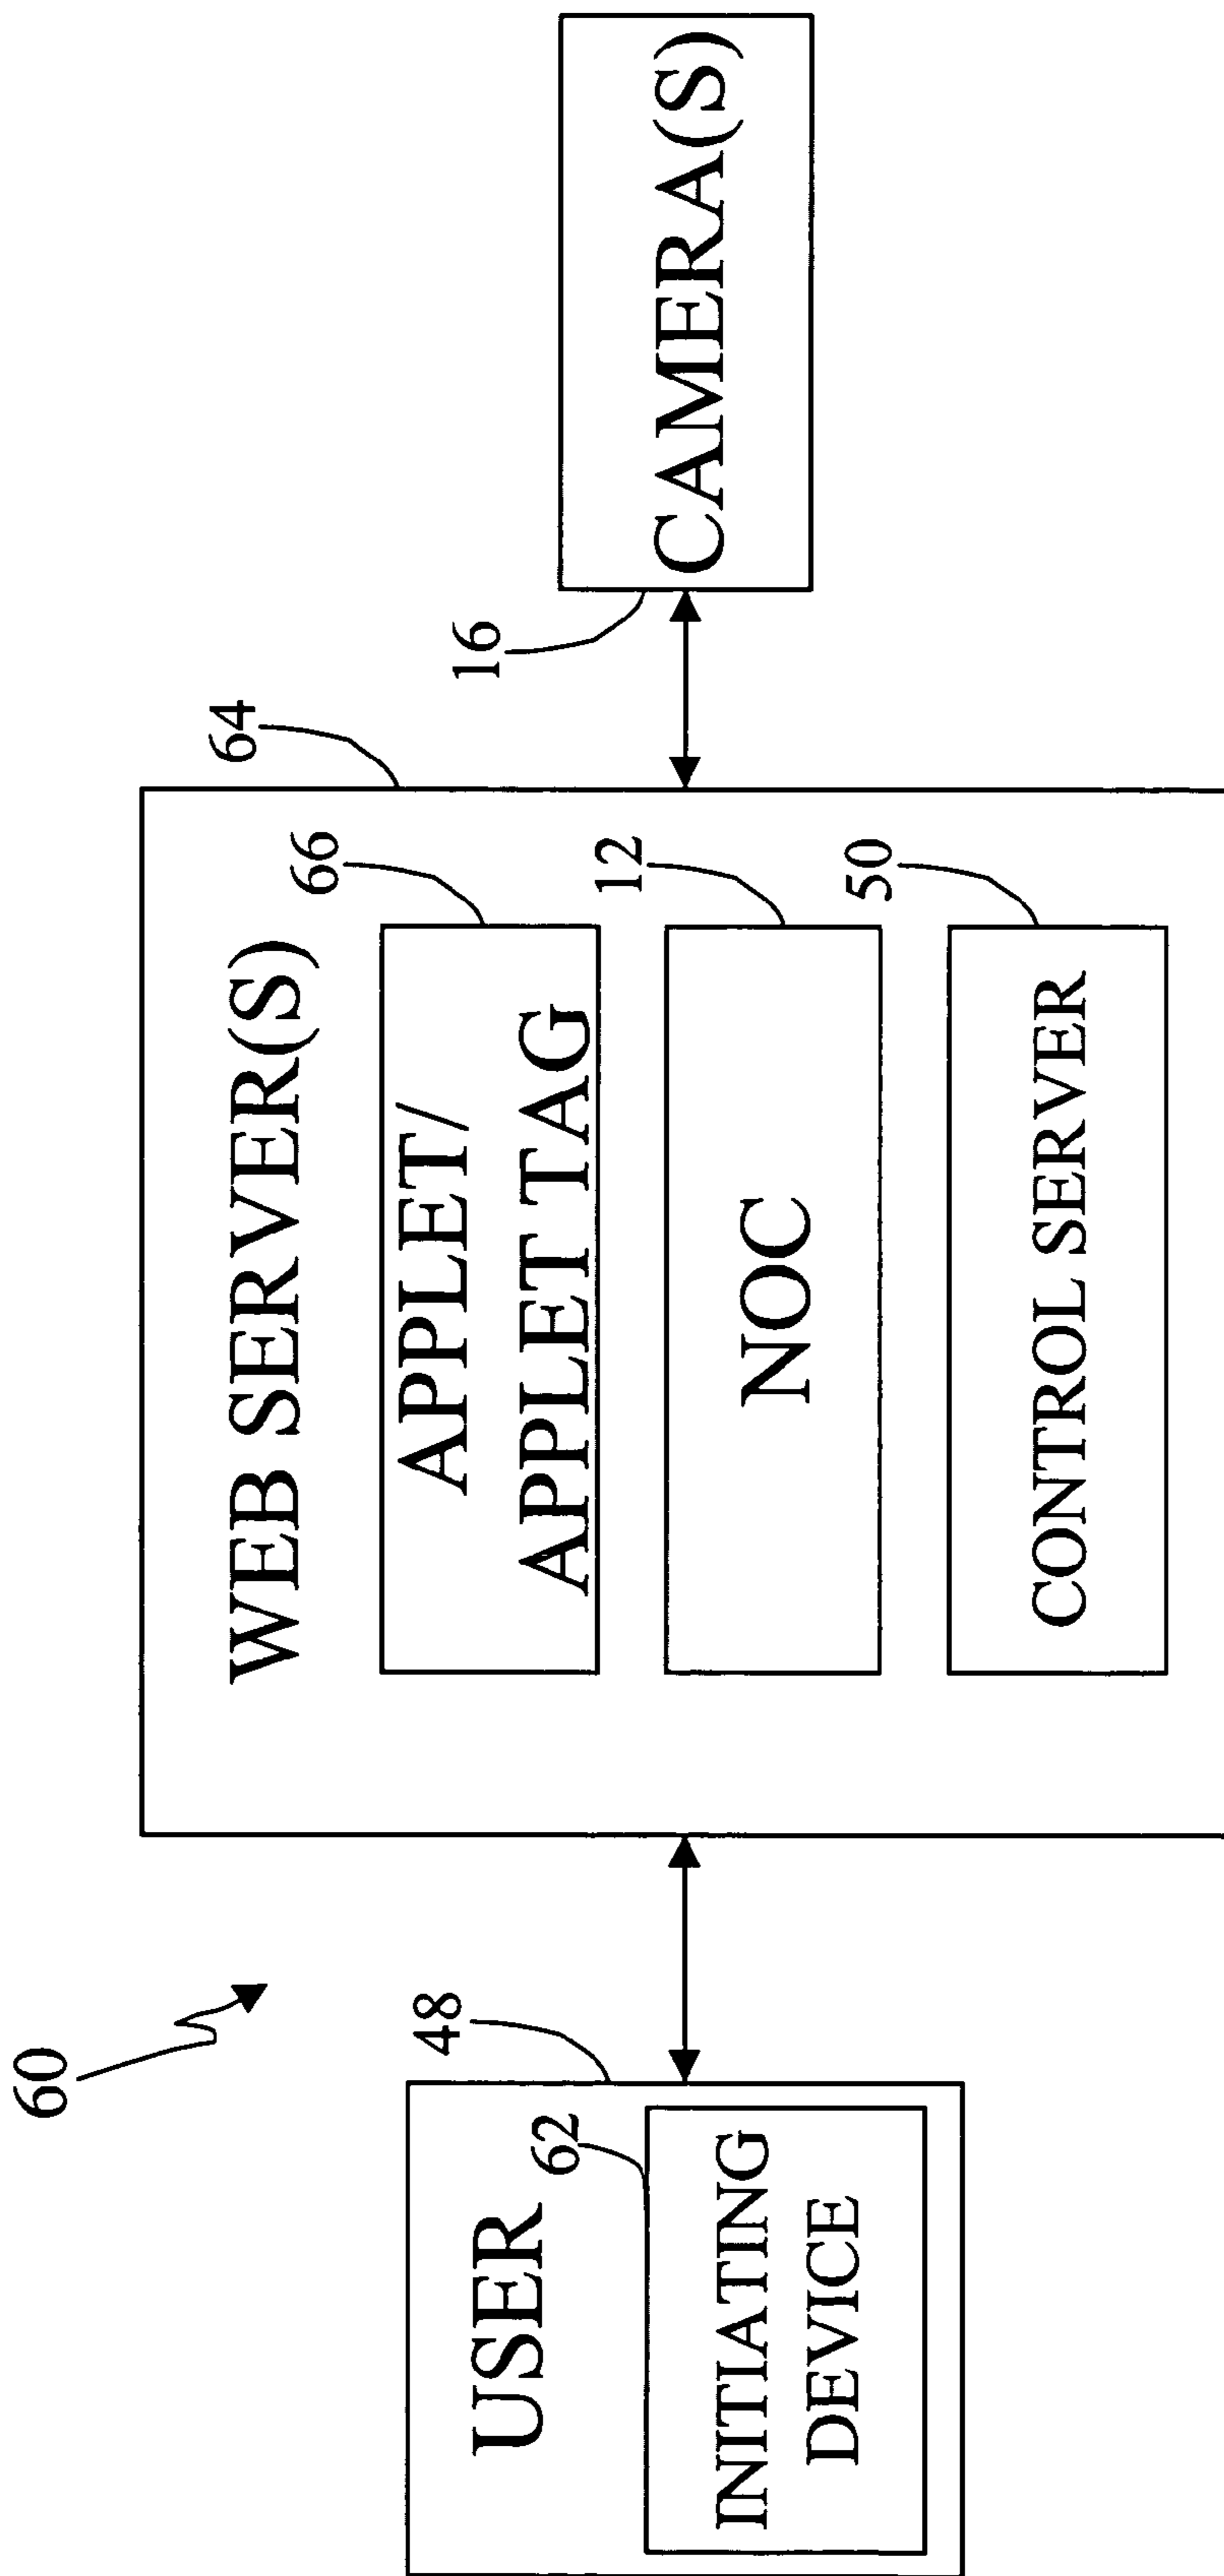 60
USER
48
62
INITIATING
DEVICE
WEB SERVER(S)
64
APPLET/
APPLET TAG
66
NOC
12
CONTROL SERVER
50
16
CAMERA(S)